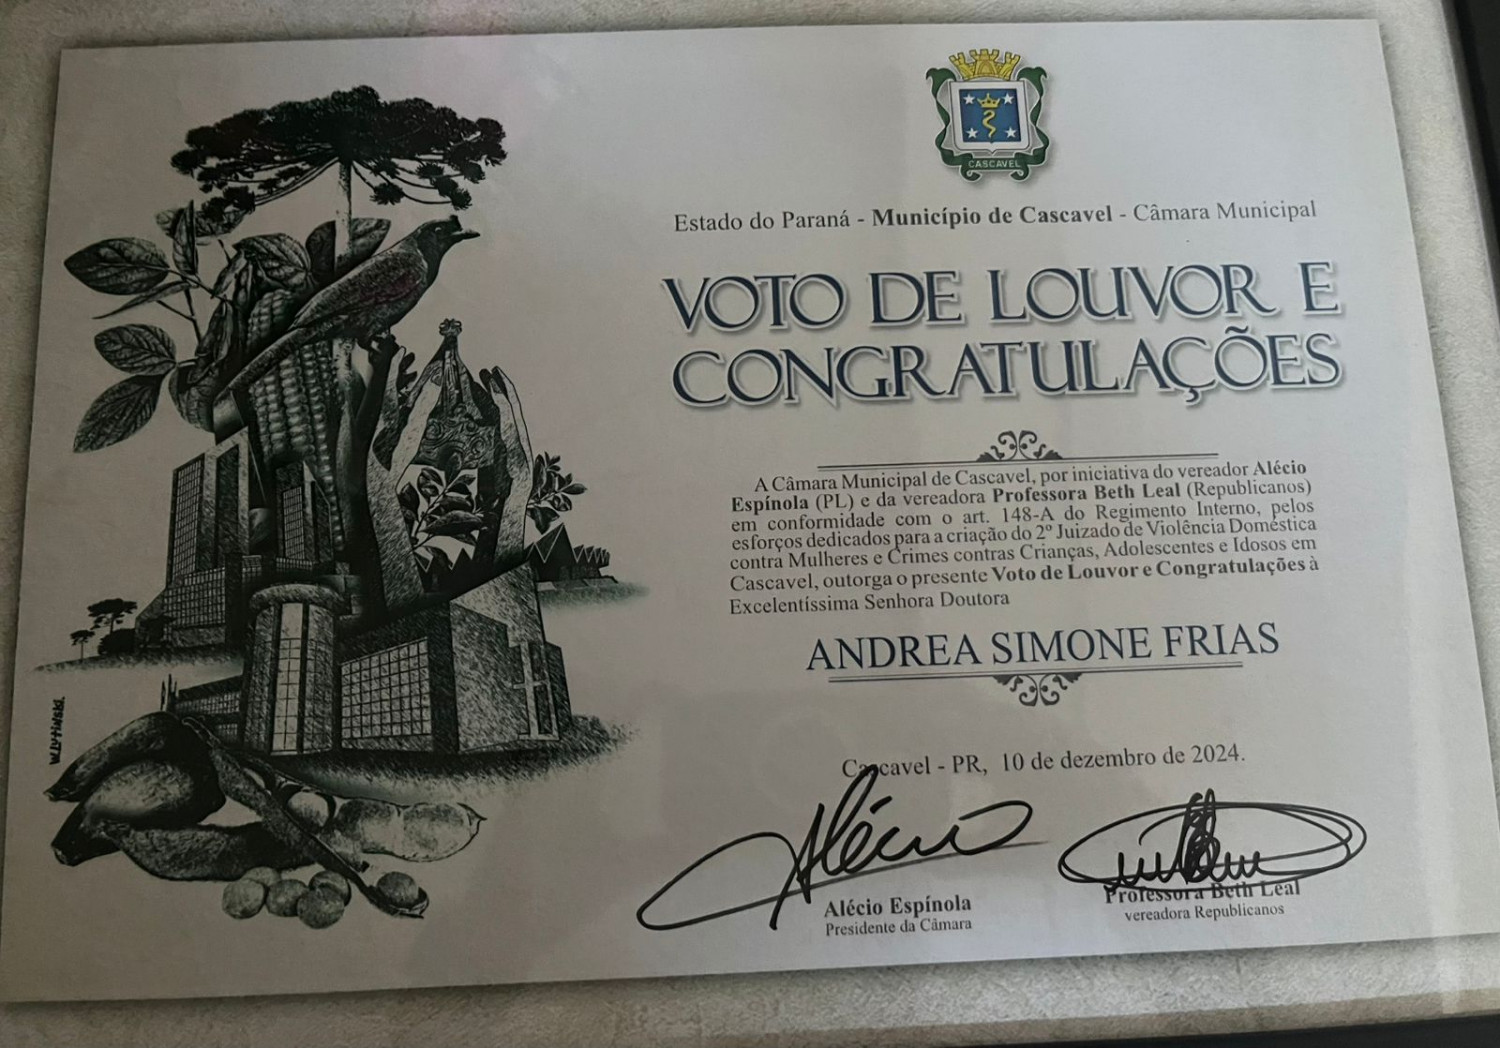 CASCAVEL
Estado do Paraná - Município de Cascavel - Câmara Municipal
VOTO DE LOUVOR E
CONGRATULAÇÕES
A Câmara Municipal de Cascavel, por iniciativa do vereador Alécio
Espínola (PL) e da vereadora Professora Beth Leal (Republicanos)
em conformidade com o art. 148-A do Regimento Interno, pelos
esforços dedicados para a criação do 2º Juizado de Violência Doméstica
contra Mulheres e Crimes contras Crianças, Adolescentes e Idosos em
Cascavel, outorga o presente Voto de Louvor e Congratulações à
Excelentíssima Senhora Doutora
ANDREA SIMONE FRIAS
Cascavel - PR, 10 de dezembro de 2024.
Alécio
Alécio Espínola
Presidente da Câmara
Professora Beth Leal
vereadora Republicanos